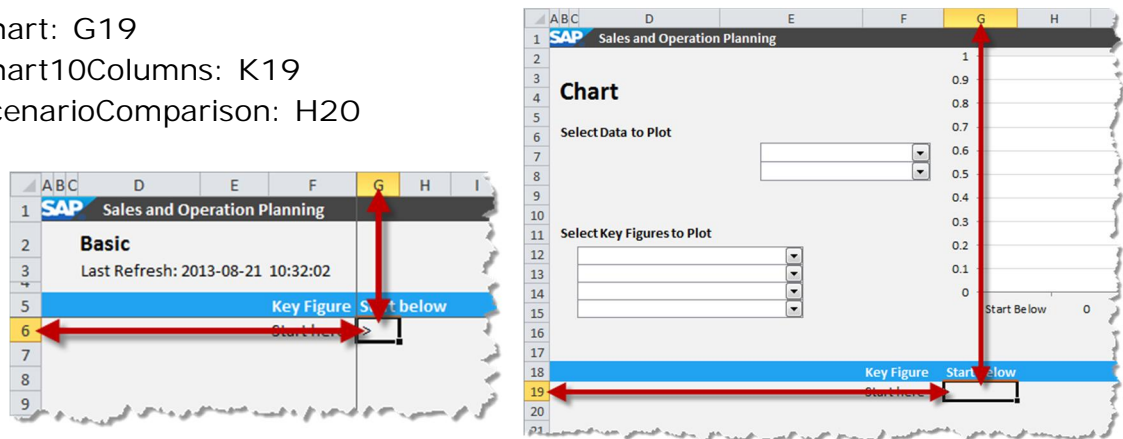 hart: G19
hart10Columns: K19
cenarioComparison: H20
A B C D E F G H I
1 SAP Sales and Operation Planning
2 Basic
3 Last Refresh: 2013-08-21 10:32:02
4
5 Key Figure Start below
6 Start here >
7
8
9
A B C D E F G H
1 SAP Sales and Operation Planning
2 1
3 0.9
4 Chart 0.8
5 0.7
6 Select Data to Plot 0.6
7
8 0.5
9 0.4
10 0.3
11 Select Key Figures to Plot
12 0.2
13 0.1
14 0
15 Start Below 0
16
17
18 Key Figure Start Below
19 Start here
20
21